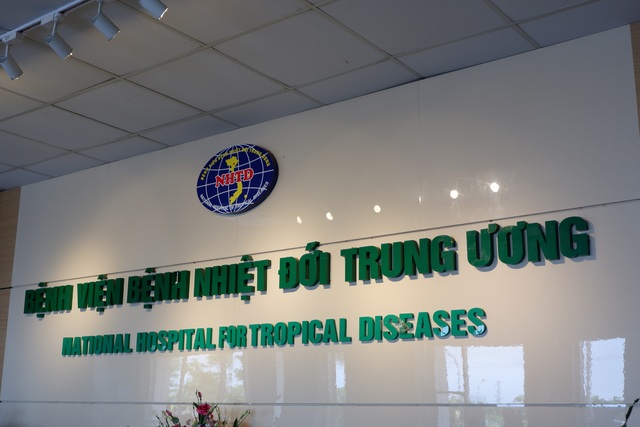 NHTD
BỆNH VIỆN BỆNH NHIỆT ĐỚI TRUNG ƯƠNG
NATIONAL HOSPITAL FOR TROPICAL DISEASES